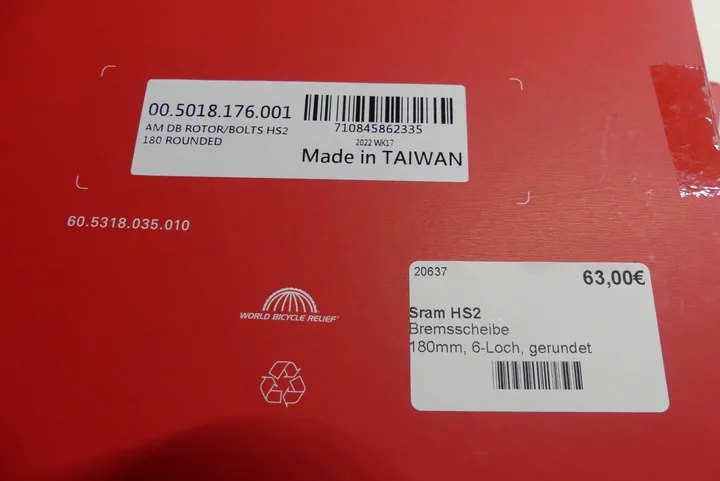 00.5018.176.001
AM DB ROTOR/BOLTS HS2
180 ROUNDED
710845862335
2022 WK17
Made in TAIWAN
60.5318.035.010
WORLD BICYCLE RELIEF®
20637
63,00€
Sram HS2
Bremsscheibe
180mm, 6-Loch, gerundet